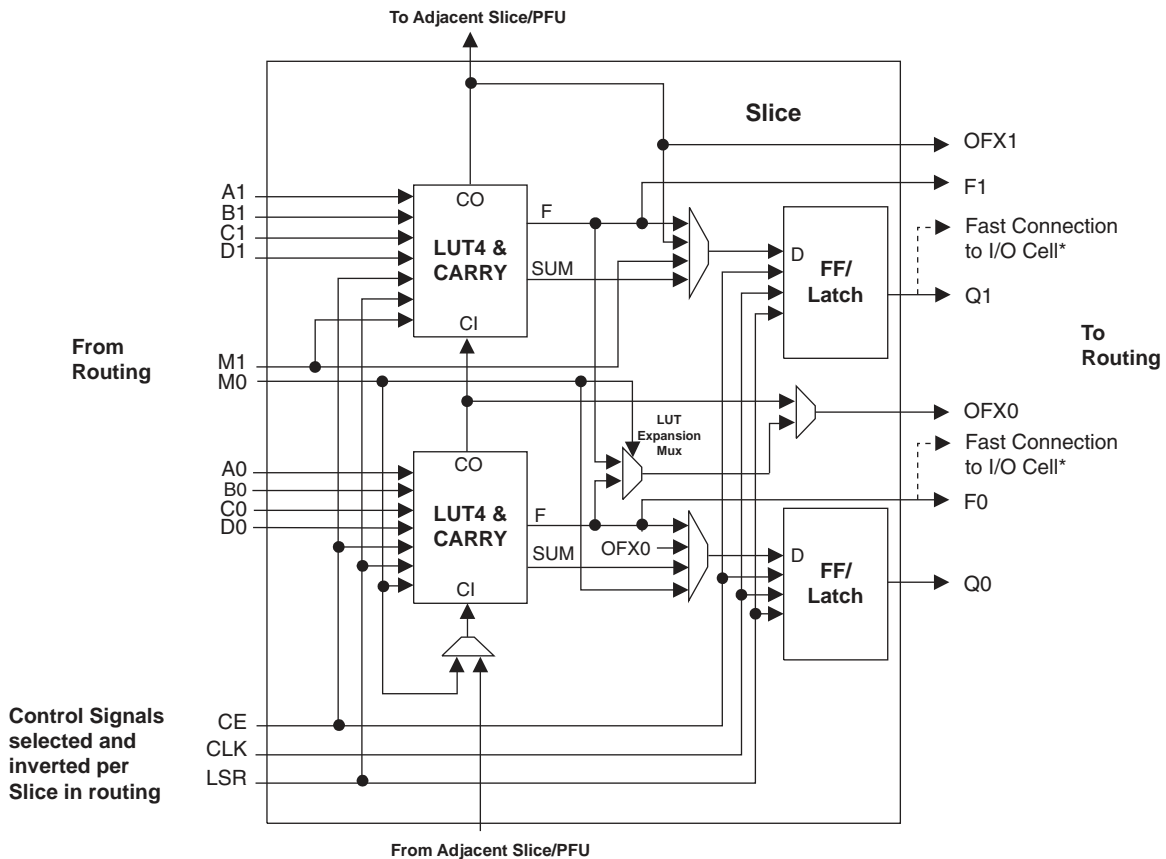 To Adjacent Slice/PFU
Slice
OFX1
F1
A1
B1
C1
D1
CO
LUT4 &
CARRY
CI
F
SUM
D
FF/
Latch
Fast Connection
to I/O Cell*
Q1
From
Routing
M1
M0
To
Routing
LUT
Expansion
Mux
OFX0
Fast Connection
to I/O Cell*
F0
A0
B0
C0
D0
CO
LUT4 &
CARRY
CI
F
OFX0
SUM
D
FF/
Latch
Q0
Control Signals
selected and
inverted per
Slice in routing
CE
CLK
LSR
From Adjacent Slice/PFU